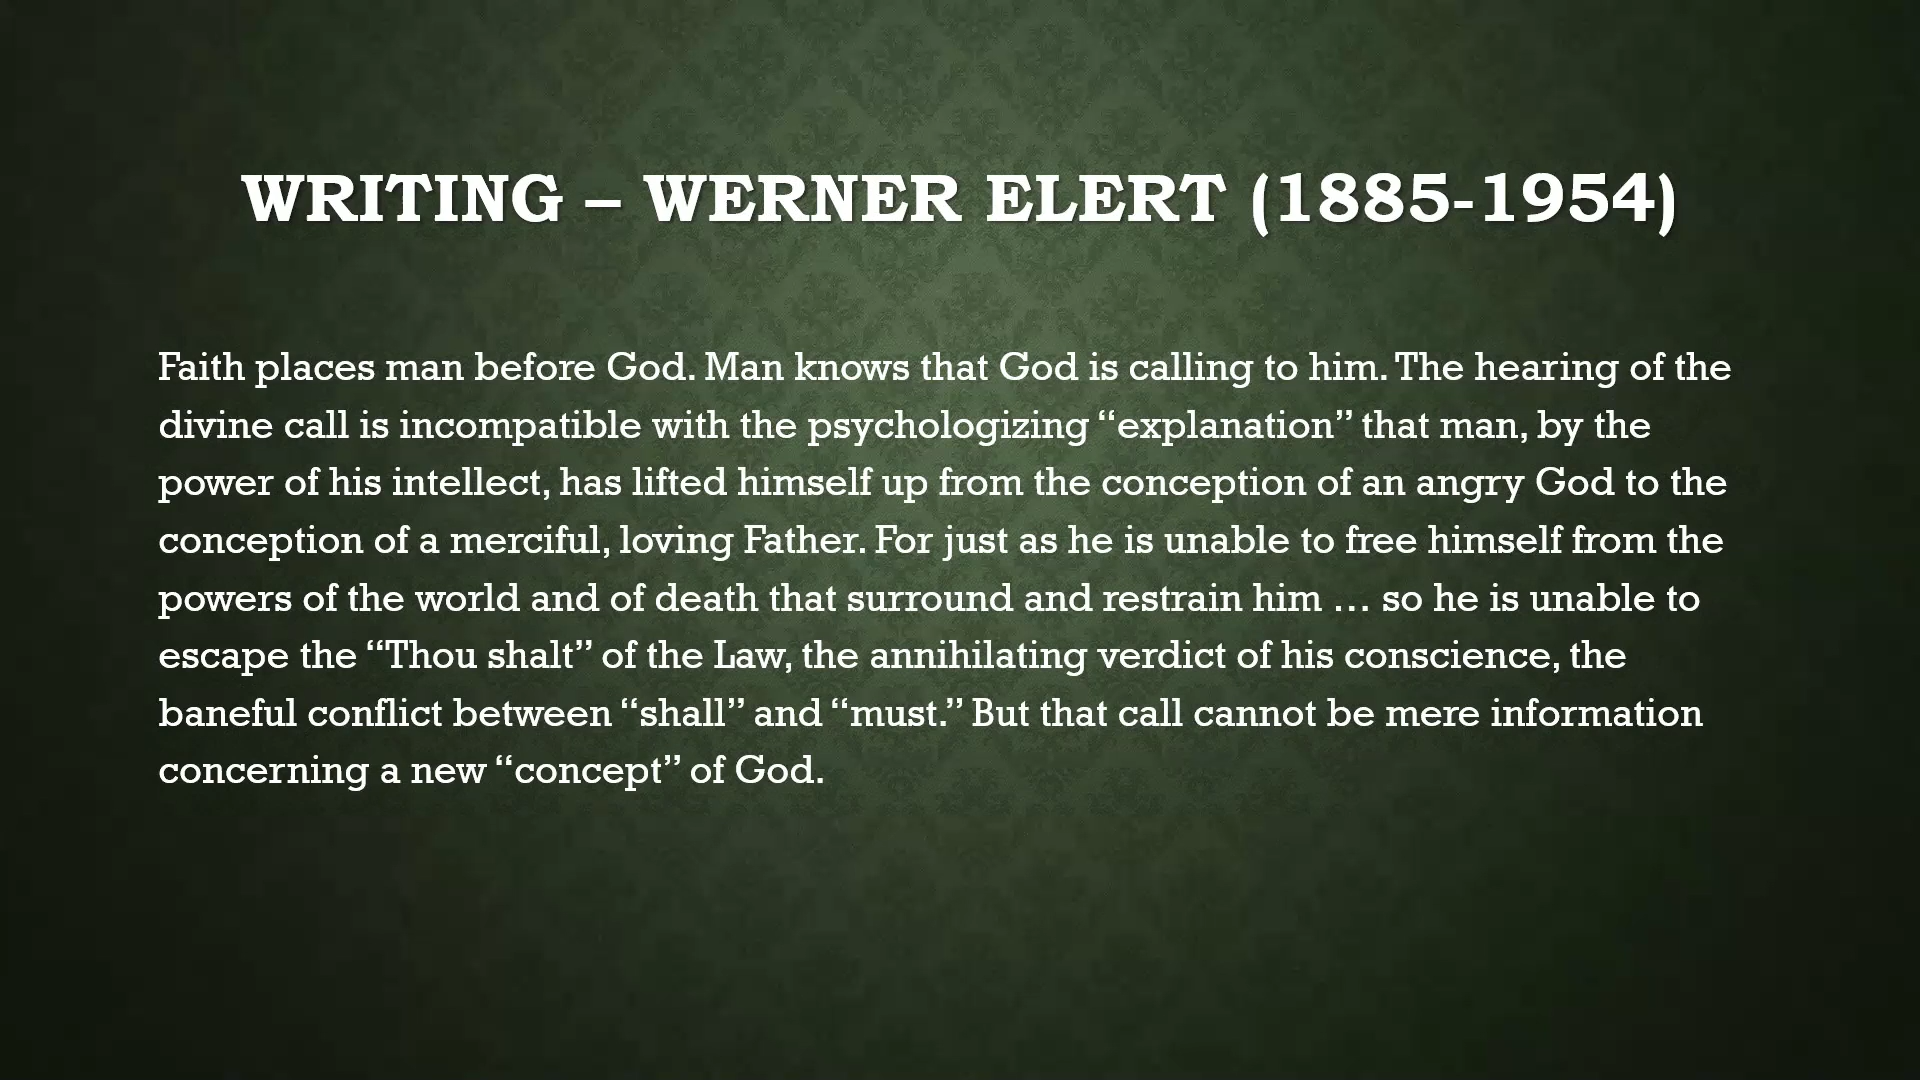 WRITING – WERNER ELERT (1885-1954)
Faith places man before God. Man knows that God is calling to him. The hearing of the
divine call is incompatible with the psychologizing “explanation” that man, by the
power of his intellect, has lifted himself up from the conception of an angry God to the
conception of a merciful, loving Father. For just as he is unable to free himself from the
powers of the world and of death that surround and restrain him … so he is unable to
escape the “Thou shalt” of the Law, the annihilating verdict of his conscience, the
baneful conflict between “shall” and “must.” But that call cannot be mere information
concerning a new “concept” of God.